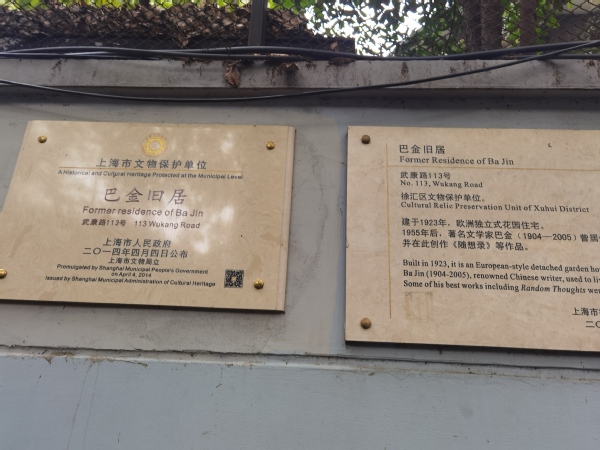 上海市文物保护单位
A Historical and Cultural Heritage Protected at the Municipal Level
巴金旧居
Former residence of Ba Jin
武康路113号 113 Wukang Road
上海市人民政府
二〇一四年四月四日公布
上海市文物局立
Promulgated by Shanghai Municipal People's Government
on April 4, 2014
Issued by Shanghai Municipal Administration of Cultural Heritage
巴金旧居
Former Residence of Ba Jin
武康路113号
No. 113, Wukang Road
徐汇区文物保护单位。
Cultural Relic Preservation Unit of Xuhui District
建于1923年，欧洲独立式花园住宅。
1955年后，著名文学家巴金（1904—2005）曾居
并在此创作《随想录》等作品。
Built in 1923, it is an European-style detached garden
Ba Jin (1904-2005), renowned Chinese writer, used to
Some of his best works including Random Thoughts
上海市
二〇